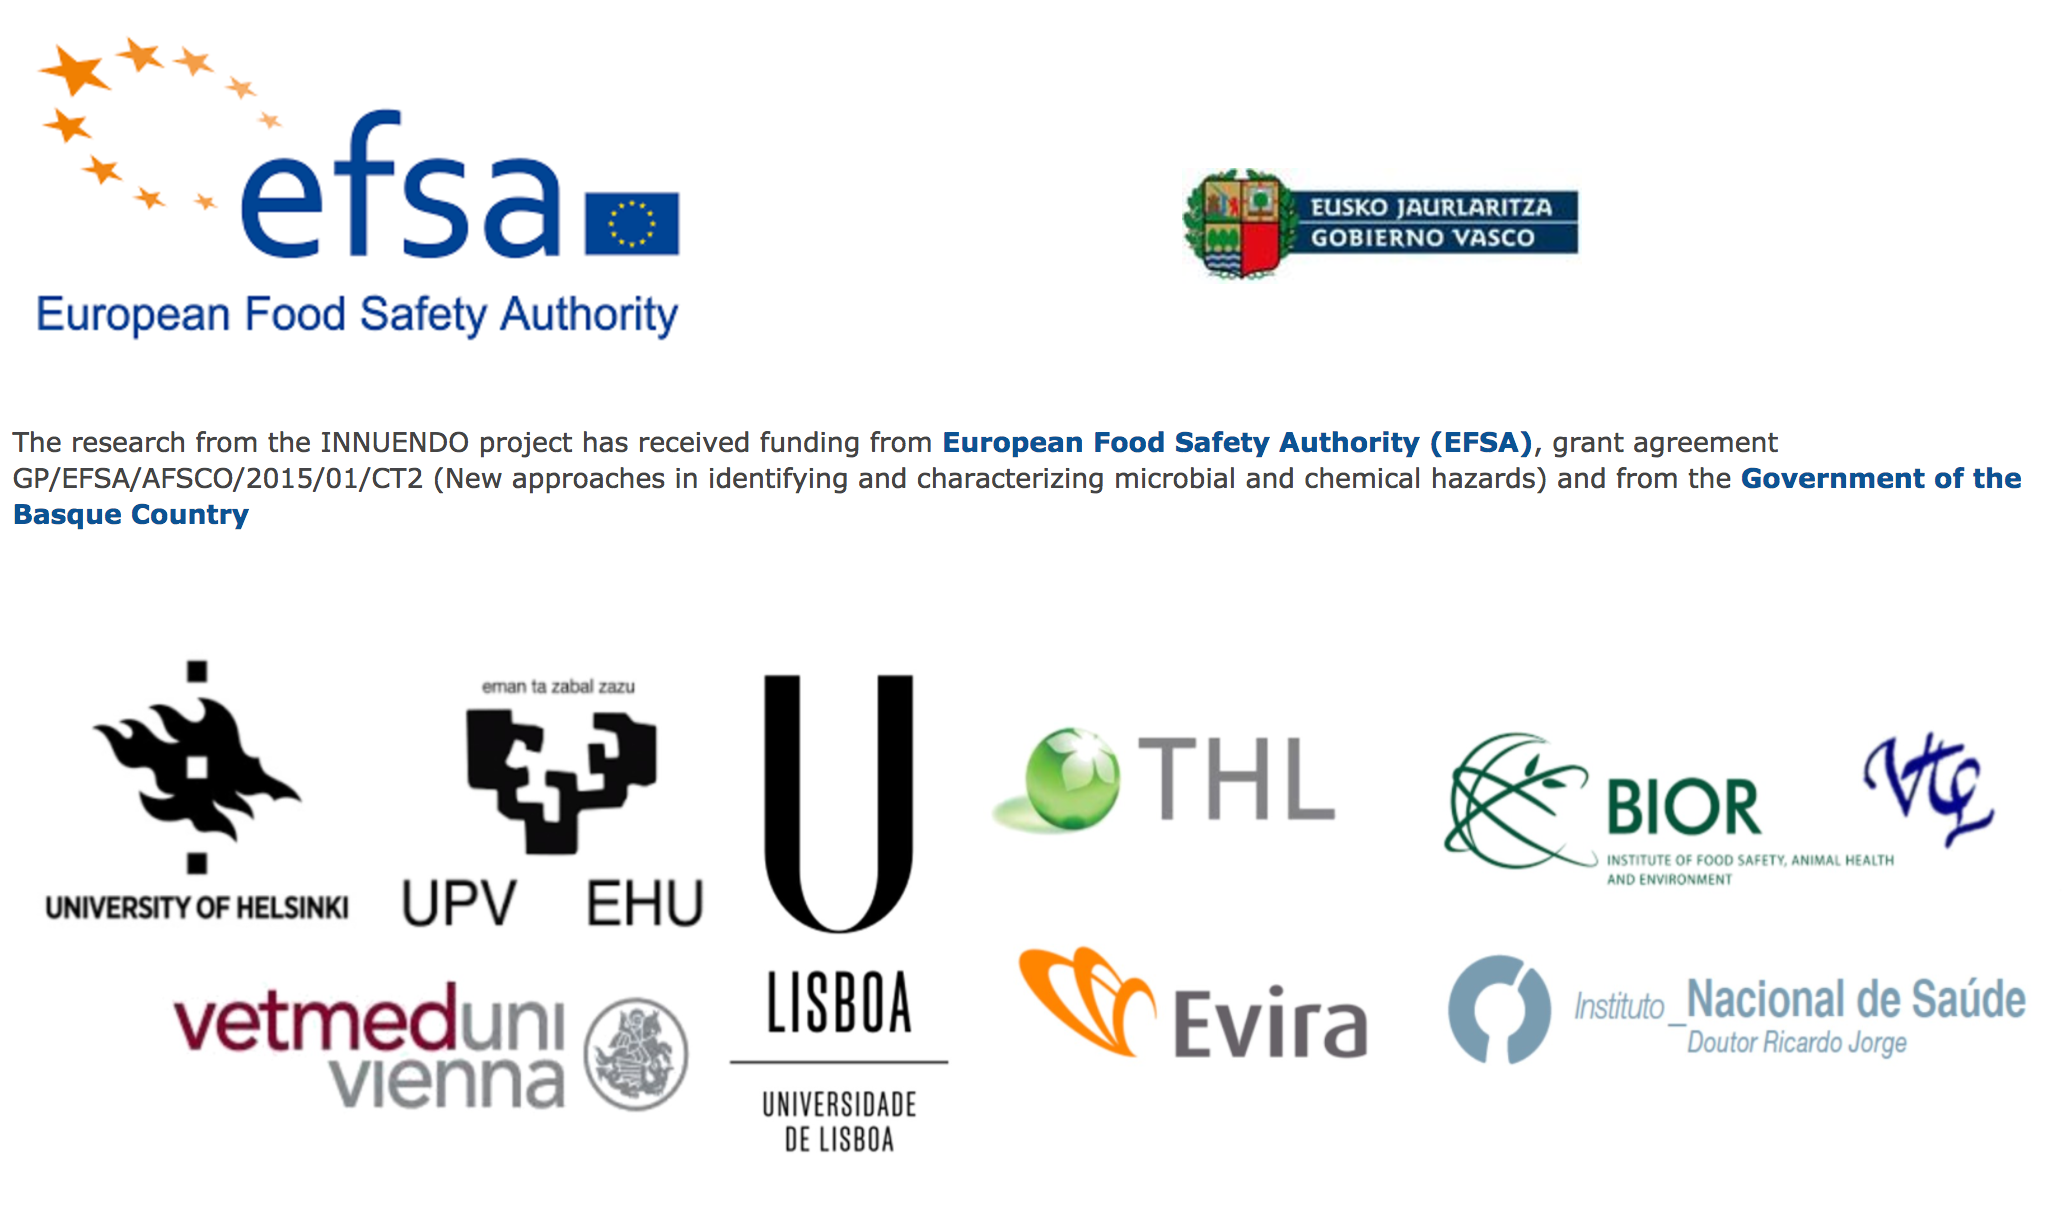 efsa
European Food Safety Authority
EUSKO JAURLARITZA
GOBIERNO VASCO
The research from the INNUENDO project has received funding from European Food Safety Authority (EFSA), grant agreement
GP/EFSA/AFSCO/2015/01/CT2 (New approaches in identifying and characterizing microbial and chemical hazards) and from the Government of the
Basque Country
UNIVERSITY OF HELSINKI
eman ta zabal zazu
UPV EHU
U
LISBOA
UNIVERSIDADE
DE LISBOA
THL
BIOR
INSTITUTE OF FOOD SAFETY, ANIMAL HEALTH
AND ENVIRONMENT
vetmeduni
vienna
Evira
Instituto_Nacional de Saúde
Doutor Ricardo Jorge